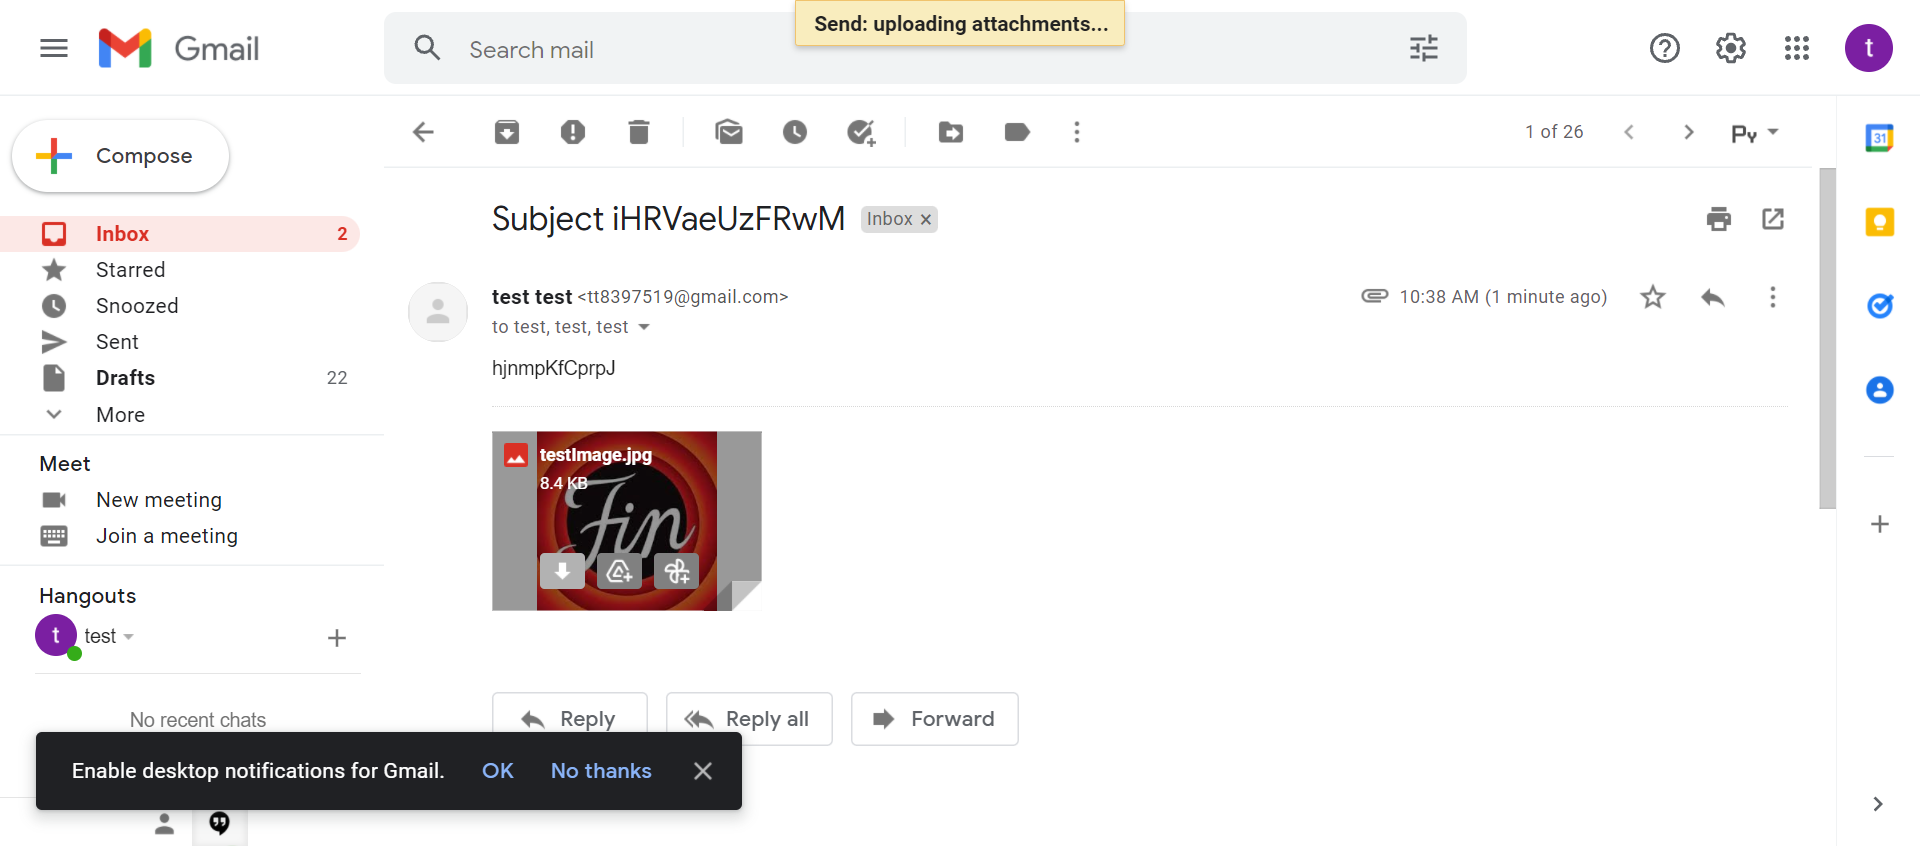 Send: uploading attachments...
Gmail
Search mail
t
Compose
1 of 26
Py
31
Subject iHRVaeUzFRwM
Inbox x
Inbox 2
Starred
Snoozed
Sent
Drafts 22
More
test test <tt8397519@gmail.com>
10:38 AM (1 minute ago)
to test, test, test
hjnmpKfCprpJ
testImage.jpg
8.4 KB
Fin
Meet
New meeting
Join a meeting
Hangouts
t test
No recent chats
Reply
Reply all
Forward
Enable desktop notifications for Gmail. OK No thanks